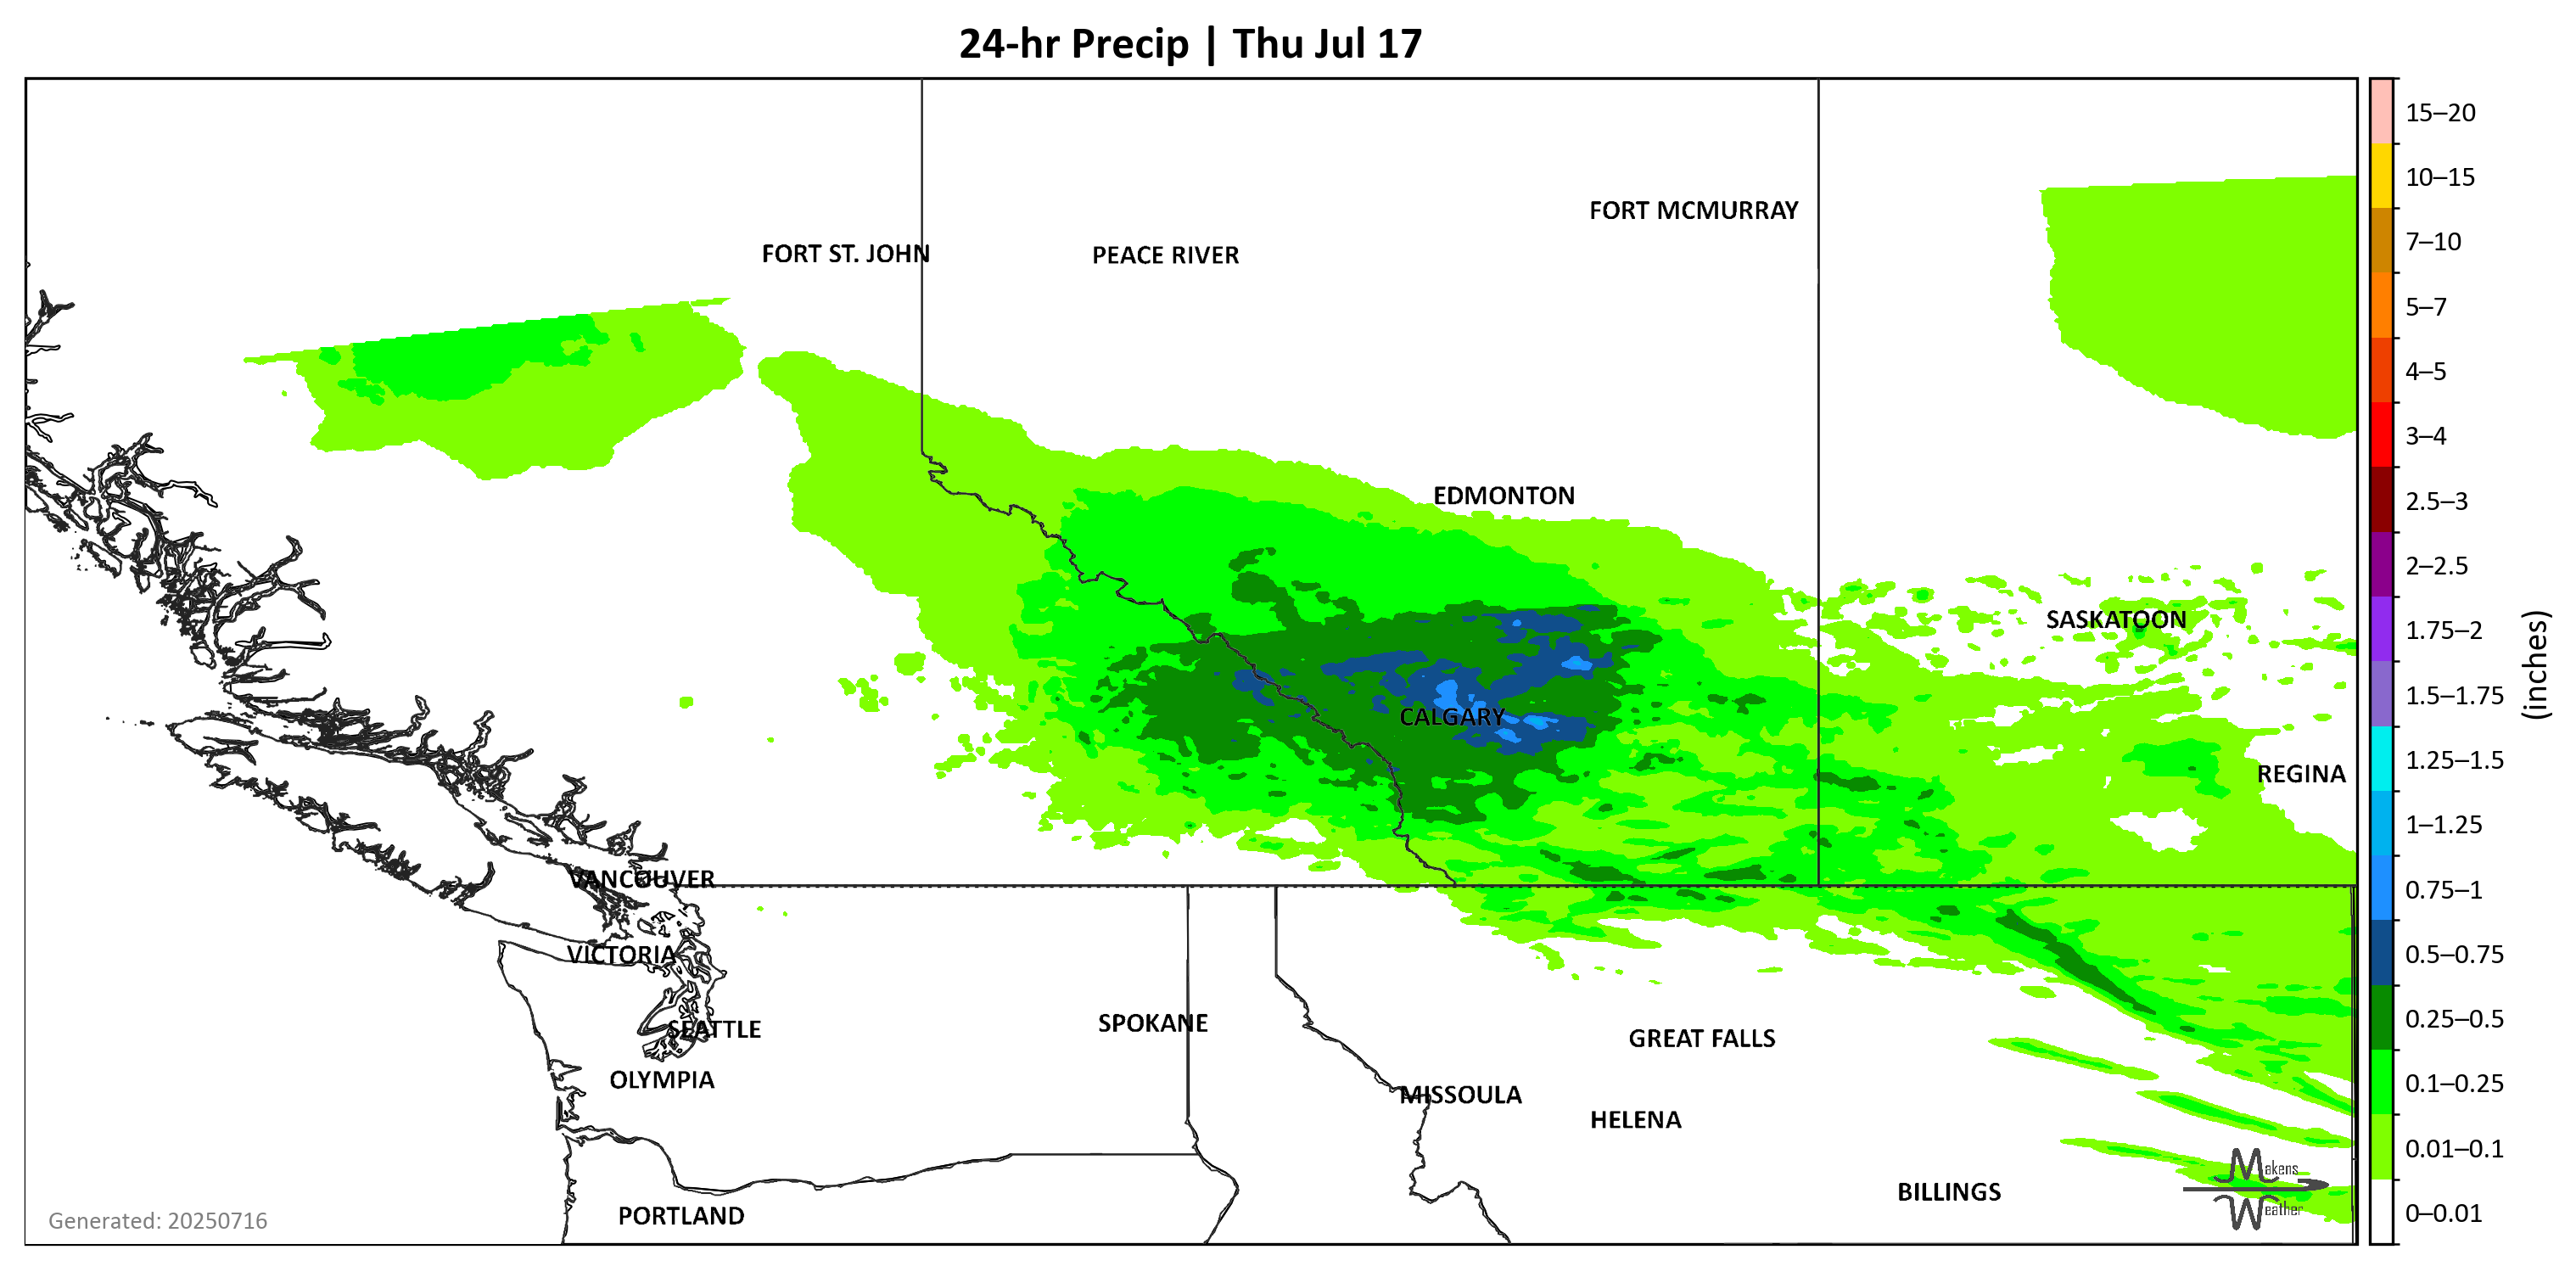 24-hr Precip | Thu Jul 17
15–20
10–15
7–10
5–7
4–5
3–4
2.5–3
2–2.5
1.75–2
1.5–1.75
1.25–1.5
1–1.25
0.75–1
0.5–0.75
0.25–0.5
0.1–0.25
0.01–0.1
0–0.01
(inches)
FORT MCMURRAY
FORT ST. JOHN
PEACE RIVER
EDMONTON
SASKATOON
CALGARY
REGINA
VANCOUVER
VICTORIA
SPOKANE
SEATTLE
GREAT FALLS
OLYMPIA
MISSOULA
HELENA
BILLINGS
PORTLAND
Makens
Weather
Generated: 20250716